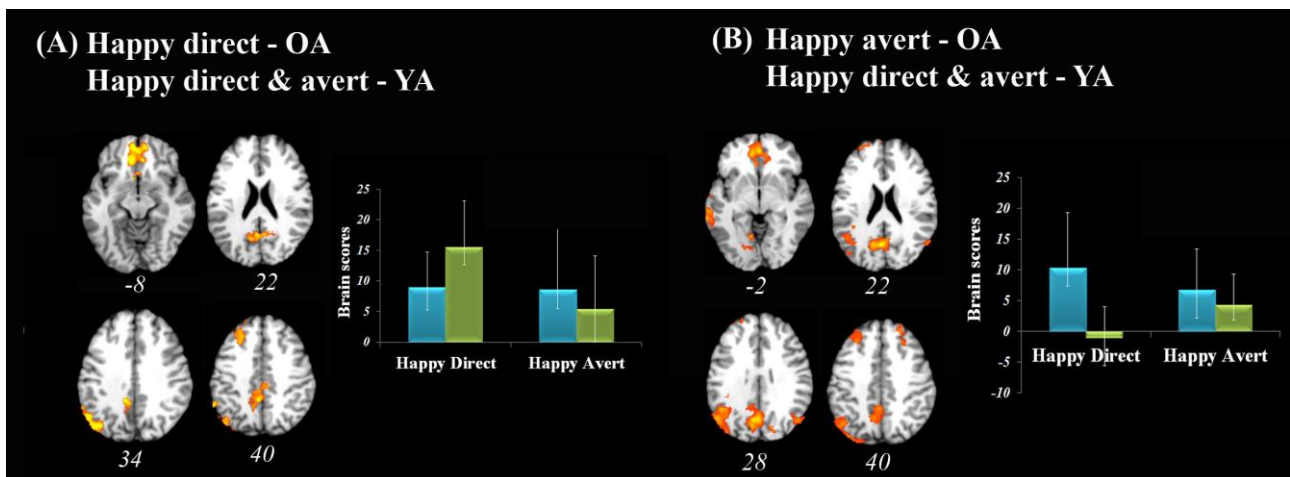 (A) Happy direct - OA
Happy direct & avert - YA
-8
22
34
40
Brain scores
25
20
15
10
5
0
Happy Direct
Happy Avert
(B) Happy avert - OA
Happy direct & avert - YA
-2
22
28
40
Brain scores
25
20
15
10
5
0
-5
-10
Happy Direct
Happy Avert